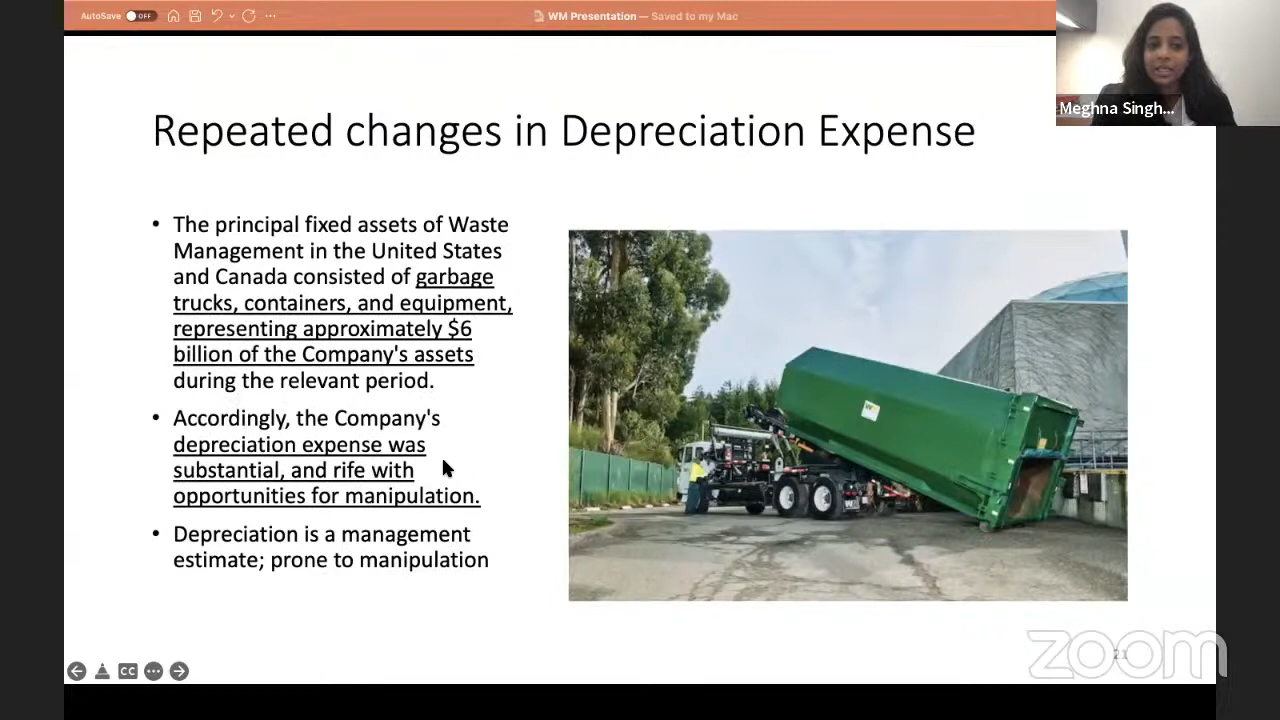 AutoSave OFF
WM Presentation — Saved to my Mac
Meghna Singh...
Repeated changes in Depreciation Expense
• The principal fixed assets of Waste
Management in the United States
and Canada consisted of garbage
trucks, containers, and equipment,
representing approximately $6
billion of the Company's assets
during the relevant period.
• Accordingly, the Company's
depreciation expense was
substantial, and rife with
opportunities for manipulation.
• Depreciation is a management
estimate; prone to manipulation
CC
zoom